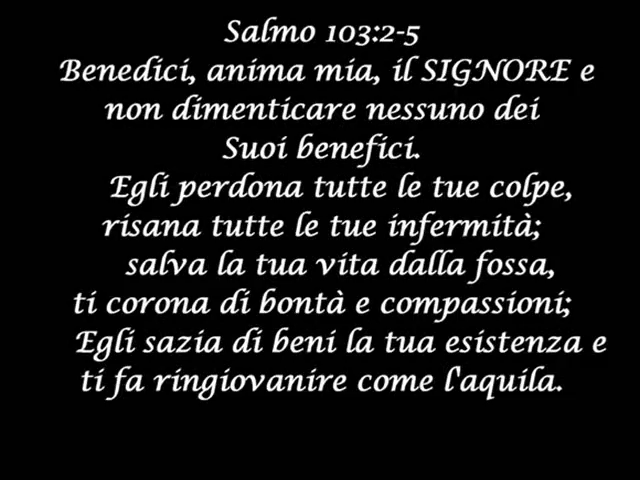 Salmo 103:2-5
Benedici, anima mia, il SIGNORE e
non dimenticare nessuno dei
Suoi benefici.
Egli perdona tutte le tue colpe,
risana tutte le tue infermità;
salva la tua vita dalla fossa,
ti corona di bontà e compassioni;
Egli sazia di beni la tua esistenza e
ti fa ringiovanire come l'aquila.